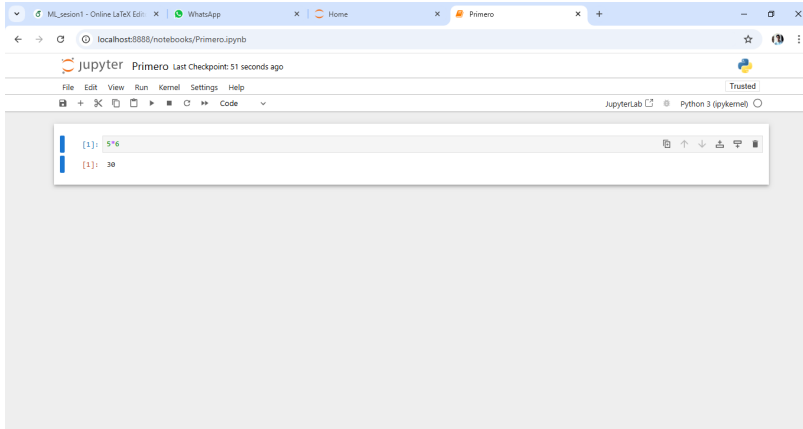 ML_sesion1 - Online LaTeX Edit
WhatsApp
Home
Primero
localhost:8888/notebooks/Primero.ipynb
jupyter Primero Last Checkpoint: 51 seconds ago
File Edit View Run Kernel Settings Help
Trusted
Code
JupyterLab
Python 3 (ipykernel)
[1]: 5*6
[1]: 30